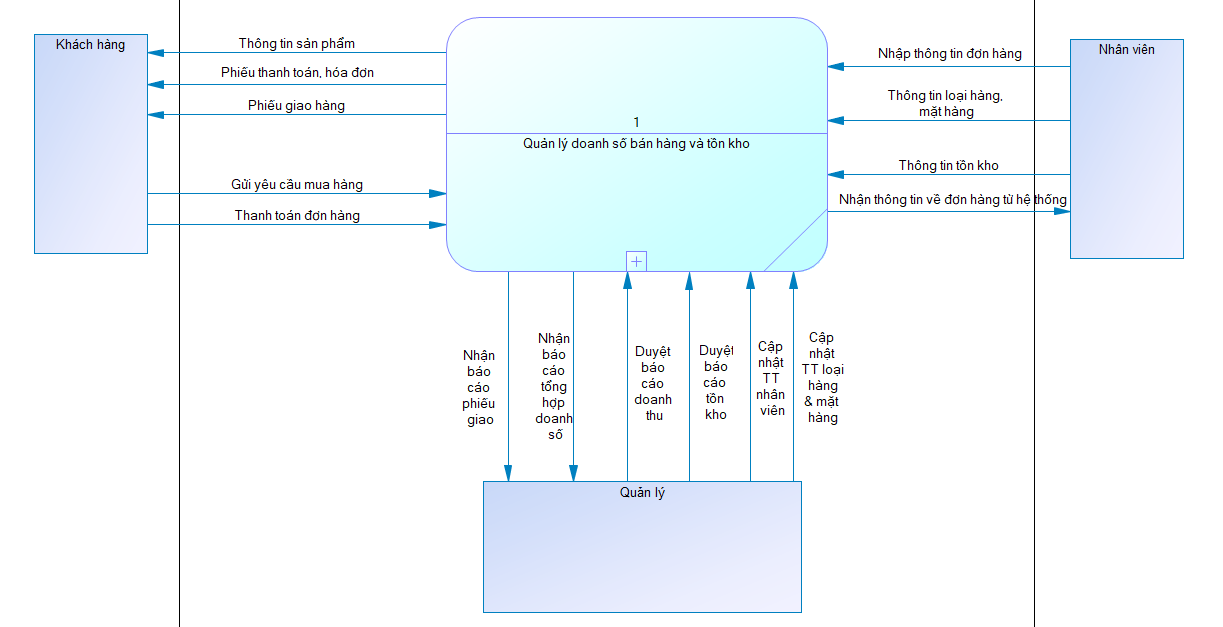 Khách hàng
Thông tin sản phẩm
Phiếu thanh toán, hóa đơn
Phiếu giao hàng
Gửi yêu cầu mua hàng
Thanh toán đơn hàng
1
Quản lý doanh số bán hàng và tồn kho
Nhân viên
Nhập thông tin đơn hàng
Thông tin loại hàng,
mặt hàng
Thông tin tồn kho
Nhận thông tin về đơn hàng từ hệ thống
Nhận
báo
cáo
phiếu
giao
Nhận
báo
cáo
tổng
hợp
doanh
số
Duyệt
báo
cáo
doanh
thu
Duyệt
báo
cáo
tồn
kho
Cập
nhật
TT
nhân
viên
Cập
nhật
TT loại
hàng
& mặt
hàng
Quản lý